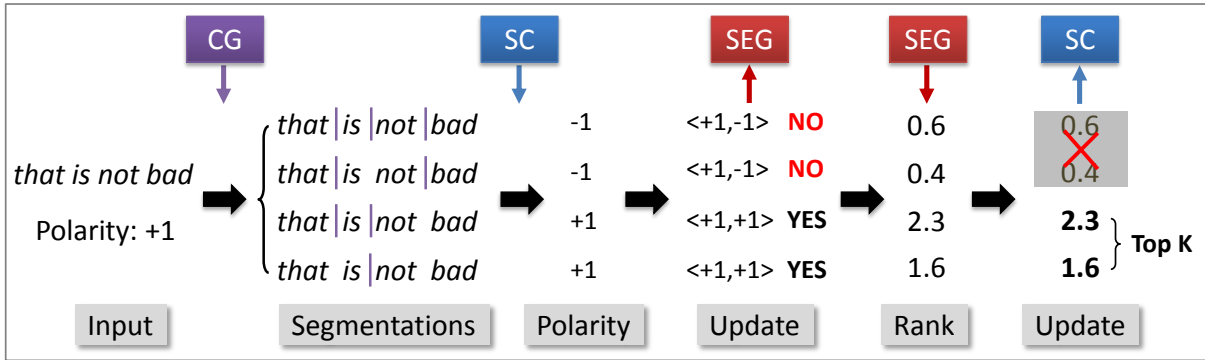 CG SC SEG SEG SC
that|is|not|bad -1 <+1,-1> NO 0.6 0.6
that|is not|bad -1 <+1,-1> NO 0.4 0.4
that is not bad
that|is|not bad +1 <+1,+1> YES 2.3 2.3
Polarity: +1 Top K
that is|not bad +1 <+1,+1> YES 1.6 1.6
Input Segmentations Polarity Update Rank Update